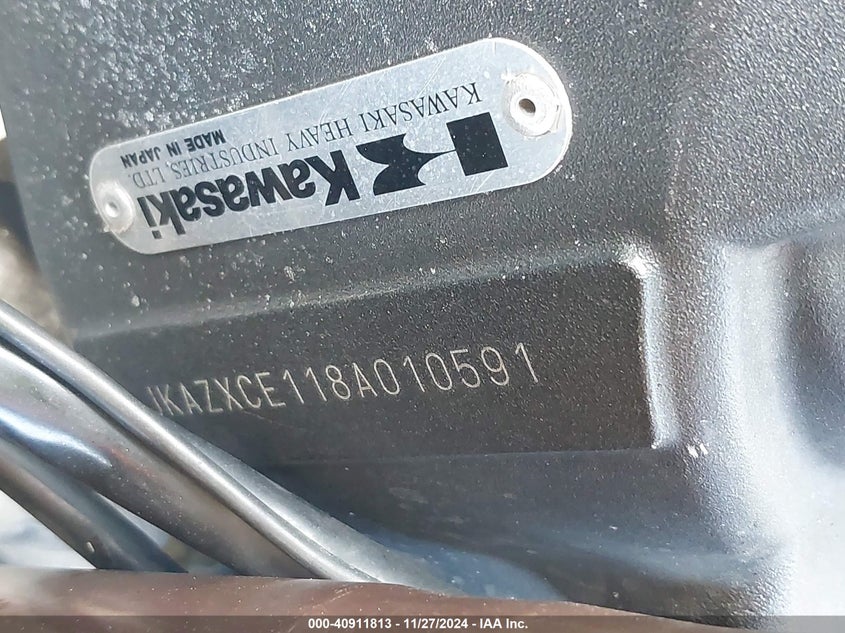 KAWASAKI HEAVY INDUSTRIES, LTD.
MADE IN JAPAN
Kawasaki
JKAZXCE118A010591
000-40911813 - 11/27/2024 - IAA Inc.